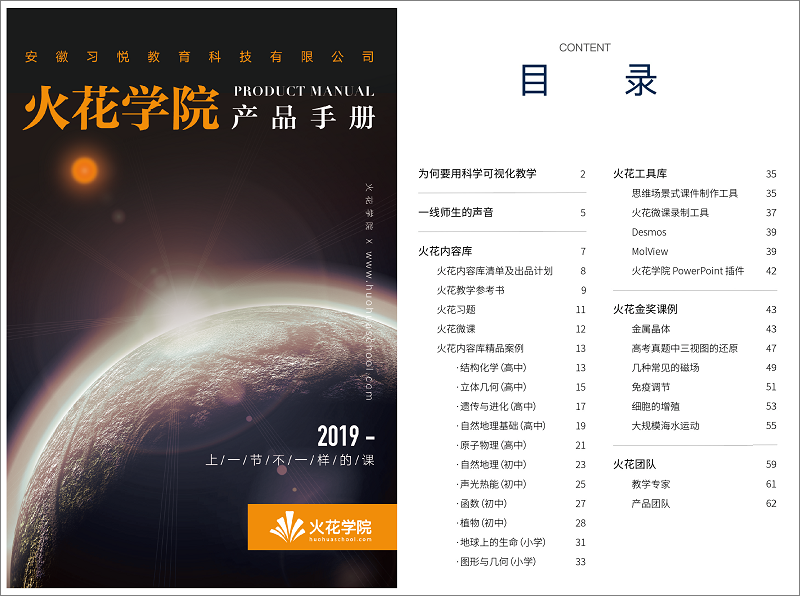 安徽习悦教育科技有限公司
火花学院
PRODUCT MANUAL
产品手册
火花学院 X www.huohuaschool.com
2019 –
上/一/节/不/一/样/的/课
火花学院
huohuaschool.com
CONTENT
目 录
为何要用科学可视化教学 2
一线师生的声音 5
火花内容库 7
火花内容库清单及出品计划 8
火花教学参考书 9
火花习题 11
火花微课 12
火花内容库精品案例 13
·结构化学(高中) 13
·立体几何(高中) 15
·遗传与进化(高中) 17
·自然地理基础(高中) 19
·原子物理(高中) 21
·自然地理(初中) 23
·声光热能(初中) 25
·函数(初中) 27
·植物(初中) 28
·地球上的生命(小学) 31
·图形与几何(小学) 33
火花工具库 35
思维场景式课件制作工具 35
火花微课录制工具 37
Desmos 39
MolView 39
火花学院 PowerPoint 插件 42
火花金奖课例 43
金属晶体 43
高考真题中三视图的还原 47
几种常见的磁场 49
免疫调节 51
细胞的增殖 53
大规模海水运动 55
火花团队 59
教学专家 61
产品团队 62